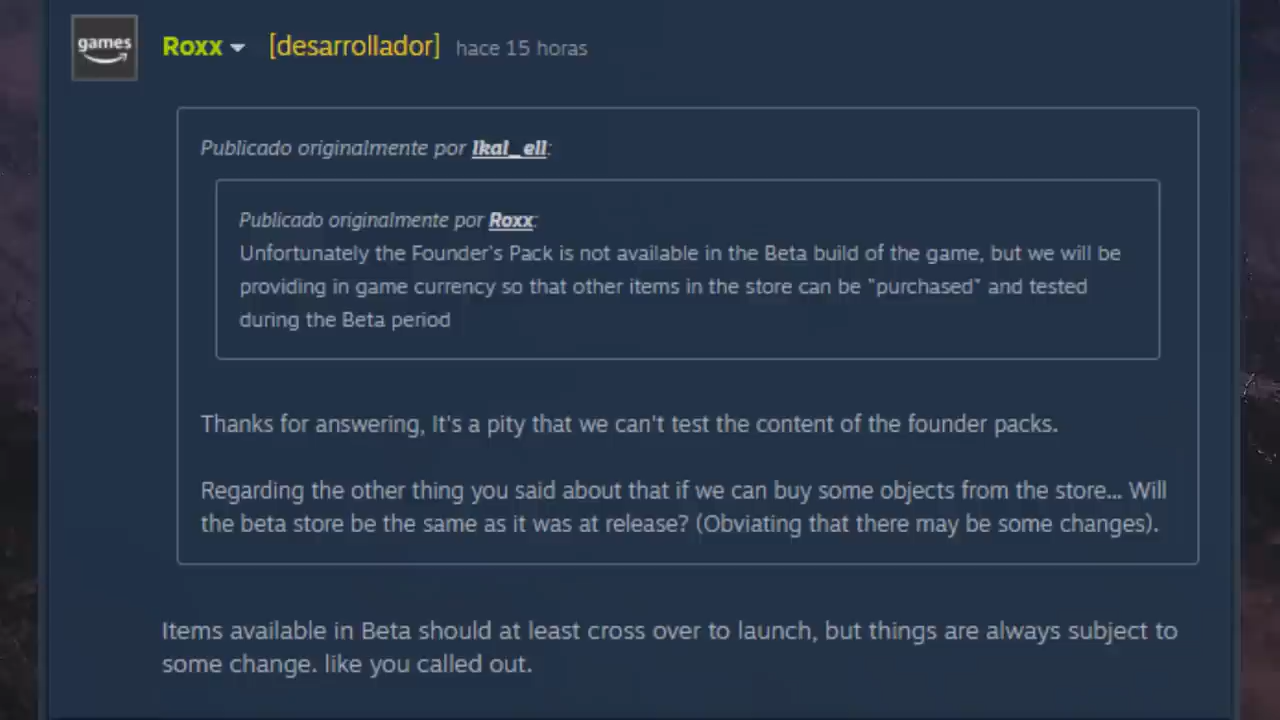 games
Roxx [desarrollador] hace 15 horas
Publicado originalmente por lkal_ell:
Publicado originalmente por Roxx:
Unfortunately the Founder's Pack is not available in the Beta build of the game, but we will be
providing in game currency so that other items in the store can be "purchased" and tested
during the Beta period
Thanks for answering, It's a pity that we can't test the content of the founder packs.
Regarding the other thing you said about that if we can buy some objects from the store... Will
the beta store be the same as it was at release? (Obviating that there may be some changes).
Items available in Beta should at least cross over to launch, but things are always subject to
some change. like you called out.